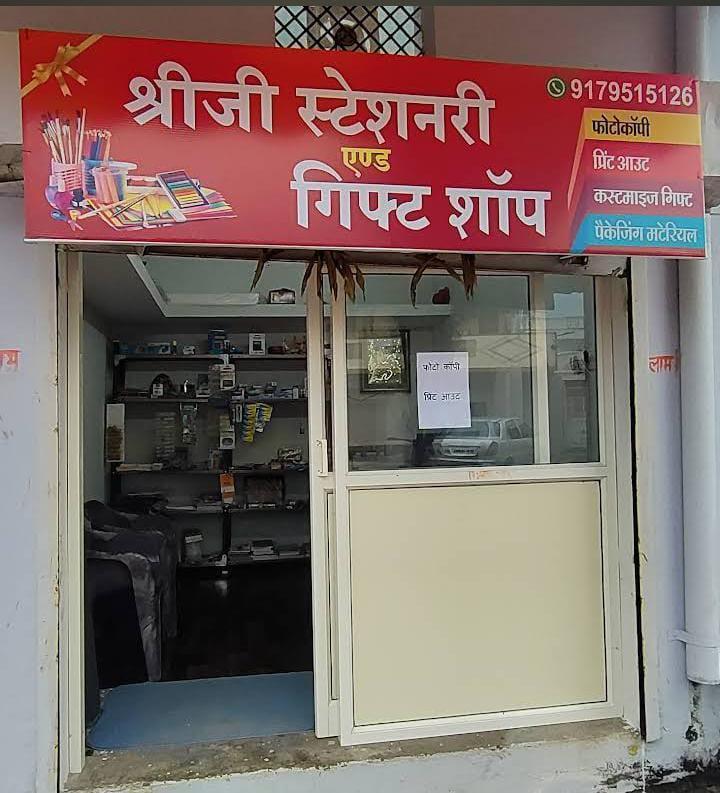 श्रीजी स्टेशनरी
एण्ड
गिफ्ट शॉप
9179515126
फोटोकॉपी
प्रिंट आउट
कस्टमाइज गिफ्ट
पैकेजिंग मटेरियल
फोटो कॉपी
प्रिंट आउट
लाभ